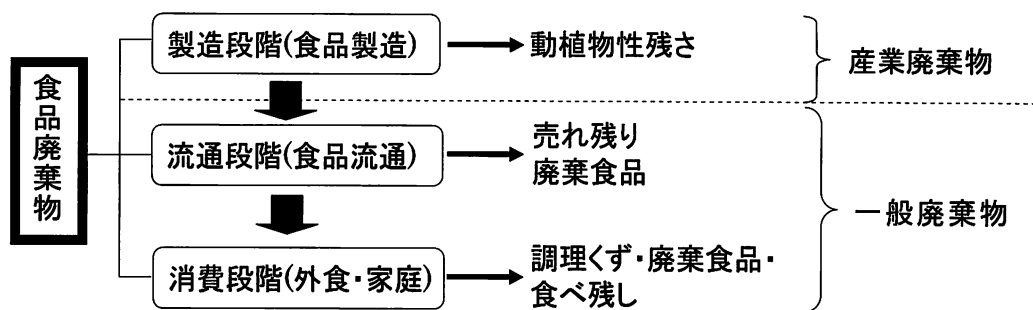 食品廃棄物
製造段階(食品製造)
動植物性残さ
産業廃棄物
流通段階(食品流通)
売れ残り
廃棄食品
一般廃棄物
消費段階(外食・家庭)
調理くず・廃棄食品・
食べ残し